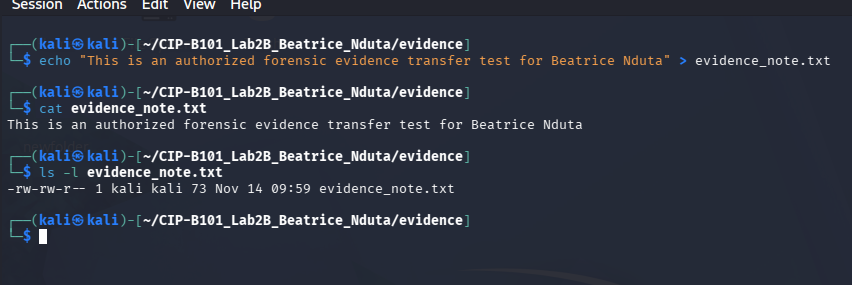 Session Actions Edit View Help
┌──(kali㉿kali)-[~/CIP-B101_Lab2B_Beatrice_Nduta/evidence]
└─$ echo "This is an authorized forensic evidence transfer test for Beatrice Nduta" > evidence_note.txt
┌──(kali㉿kali)-[~/CIP-B101_Lab2B_Beatrice_Nduta/evidence]
└─$ cat evidence_note.txt
This is an authorized forensic evidence transfer test for Beatrice Nduta
┌──(kali㉿kali)-[~/CIP-B101_Lab2B_Beatrice_Nduta/evidence]
└─$ ls -l evidence_note.txt
-rw-rw-r-- 1 kali kali 73 Nov 14 09:59 evidence_note.txt
┌──(kali㉿kali)-[~/CIP-B101_Lab2B_Beatrice_Nduta/evidence]
└─$